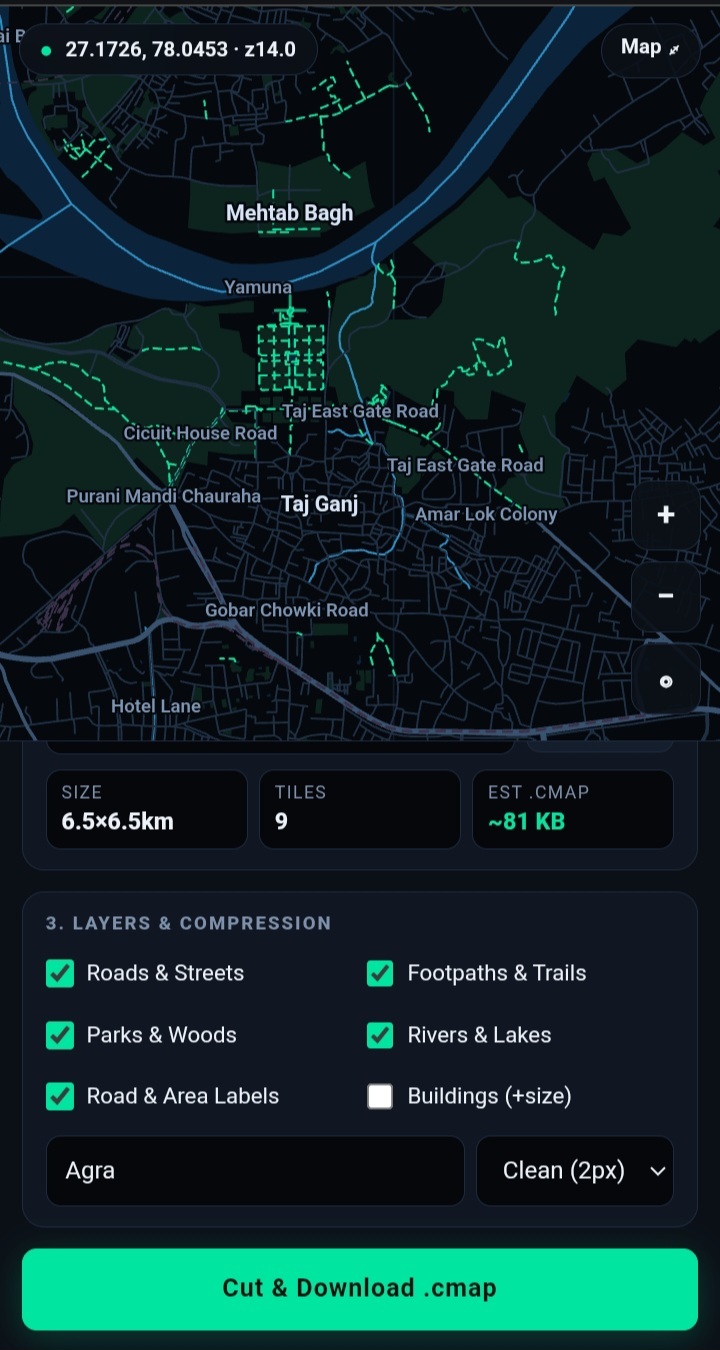 ai B
27.1726, 78.0453 · z14.0
Map
Mehtab Bagh
Yamuna
Taj East Gate Road
Cicuit House Road
Taj East Gate Road
Purani Mandi Chauraha
Taj Ganj
Amar Lok Colony
+
−
Gobar Chowki Road
Hotel Lane
SIZE
6.5×6.5km
TILES
9
EST .CMAP
~81 KB
3. LAYERS & COMPRESSION
Roads & Streets
Footpaths & Trails
Parks & Woods
Rivers & Lakes
Road & Area Labels
Buildings (+size)
Agra
Clean (2px)
Cut & Download .cmap